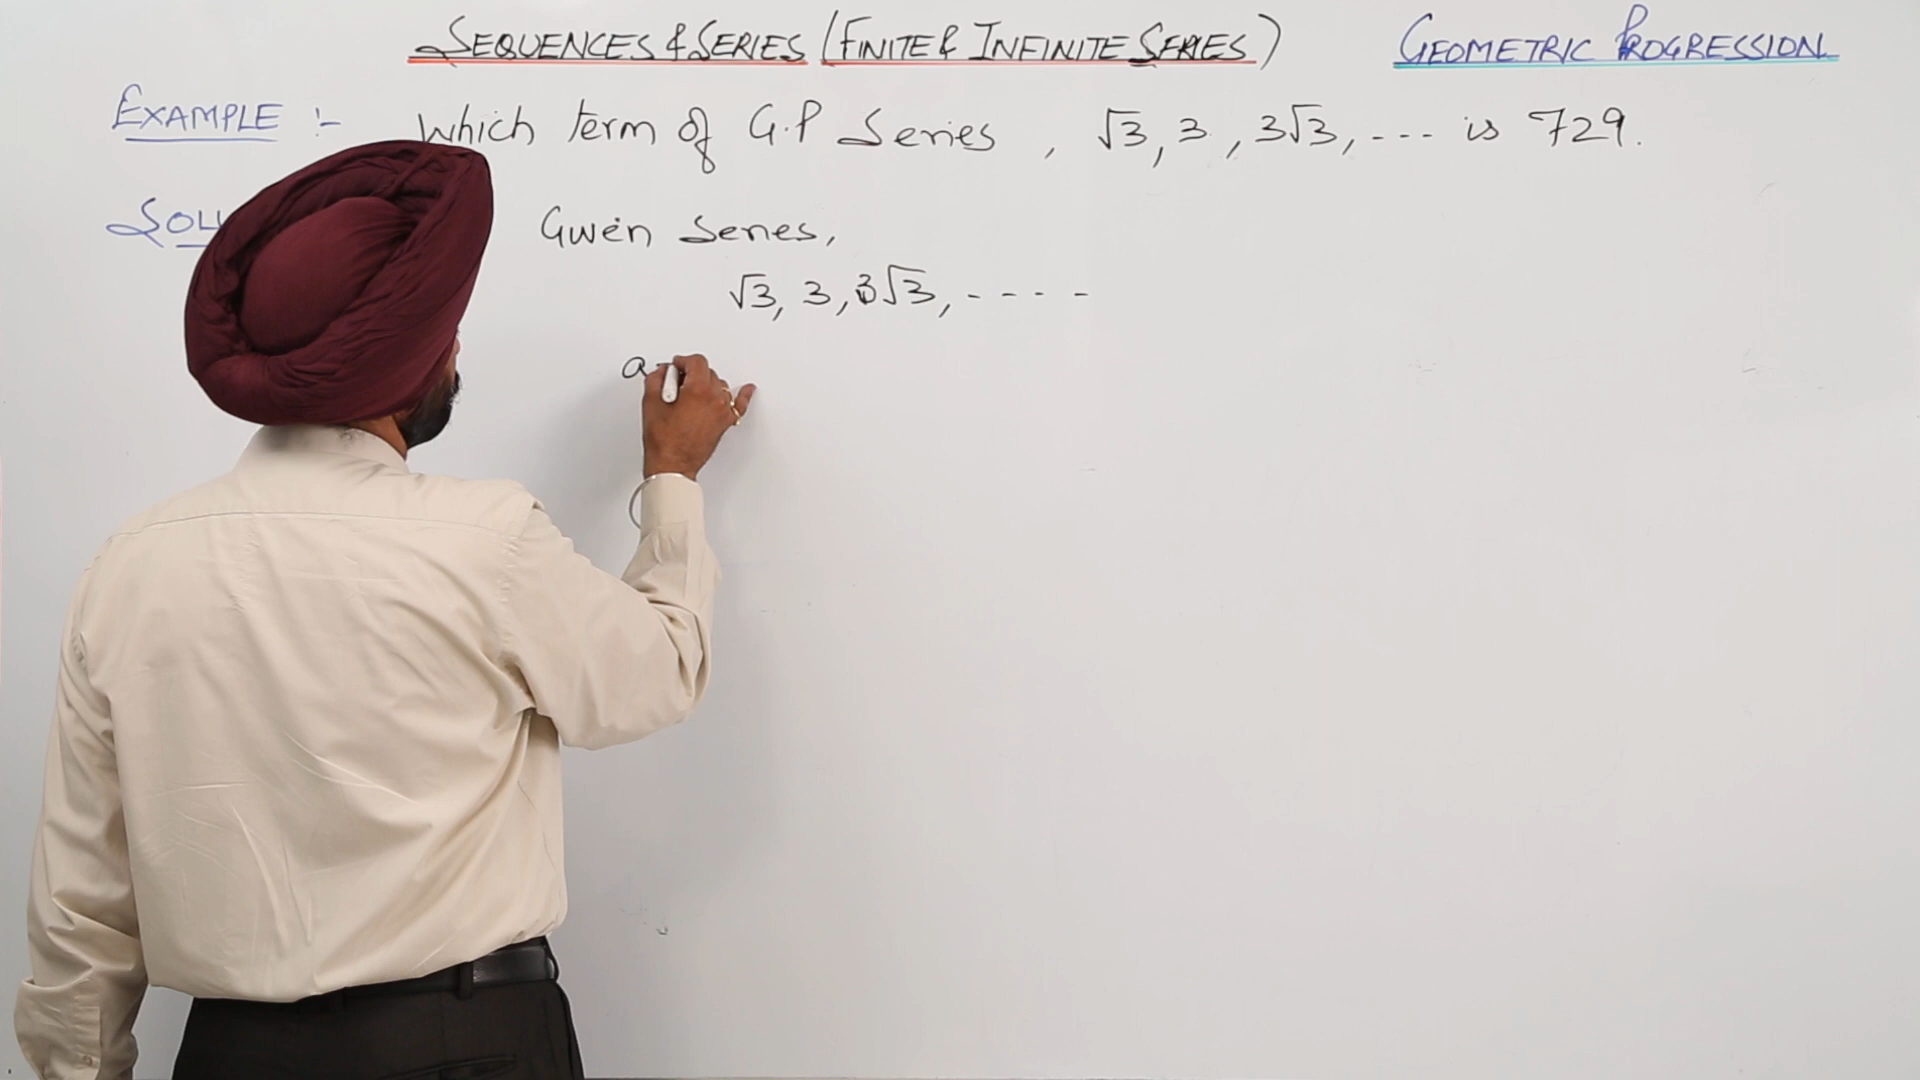 SEQUENCES & SERIES (FINITE & INFINITE SERIES) GEOMETRIC PROGRESSION
EXAMPLE :- Which term of G.P Series, √3, 3, 3√3, --- is 729.
Given Series,
√3, 3, 3√3, ----
a